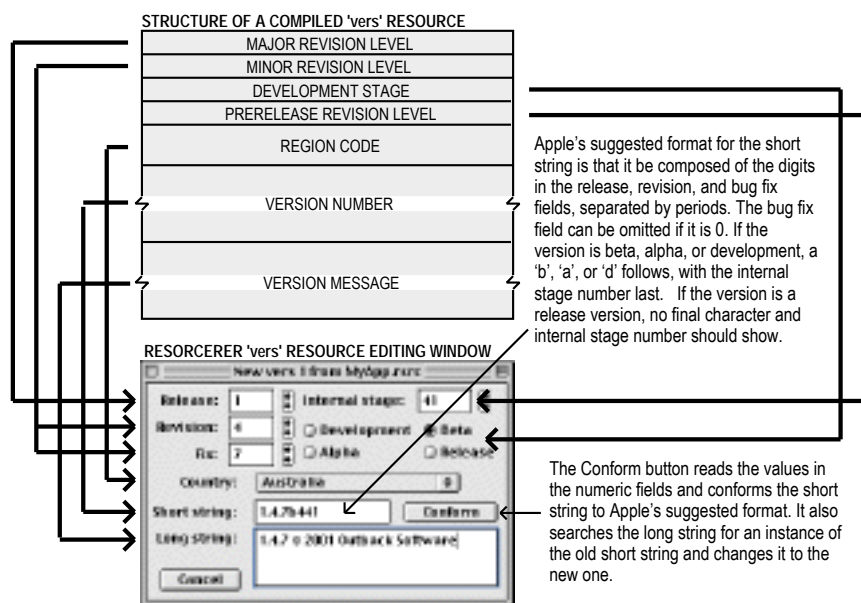 STRUCTURE OF A COMPILED 'vers' RESOURCE
MAJOR REVISION LEVEL
MINOR REVISION LEVEL
DEVELOPMENT STAGE
PRERELEASE REVISION LEVEL
REGION CODE
VERSION NUMBER
VERSION MESSAGE
Apple’s suggested format for the short
string is that it be composed of the digits
in the release, revision, and bug fix
fields, separated by periods. The bug fix
field can be omitted if it is 0. If the
version is beta, alpha, or development, a
‘b’, ‘a’, or ‘d’ follows, with the internal
stage number last. If the version is a
release version, no final character and
internal stage number should show.
RESORCERER 'vers' RESOURCE EDITING WINDOW
New vers 1 from MyApp.rsrc
Release: 1 Internal stage: 41
Revision: 4 Development Beta
Fix: 7 Alpha Release
Country: Australia
Short string: 1.4.7b41 Conform
Long string: 1.4.7 © 2001 Outback Software
Cancel
The Conform button reads the values in
the numeric fields and conforms the short
string to Apple’s suggested format. It also
searches the long string for an instance of
the old short string and changes it to the
new one.